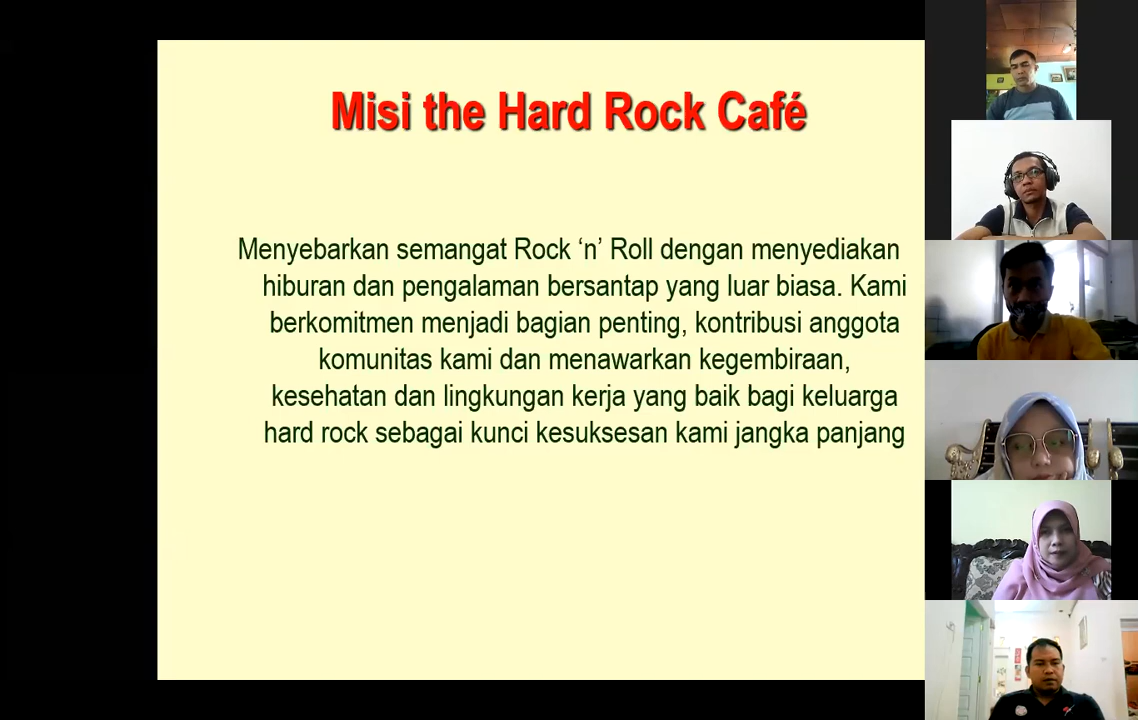 Misi the Hard Rock Café
Menyebarkan semangat Rock ‘n’ Roll dengan menyediakan
hiburan dan pengalaman bersantap yang luar biasa. Kami
berkomitmen menjadi bagian penting, kontribusi anggota
komunitas kami dan menawarkan kegembiraan,
kesehatan dan lingkungan kerja yang baik bagi keluarga
hard rock sebagai kunci kesuksesan kami jangka panjang